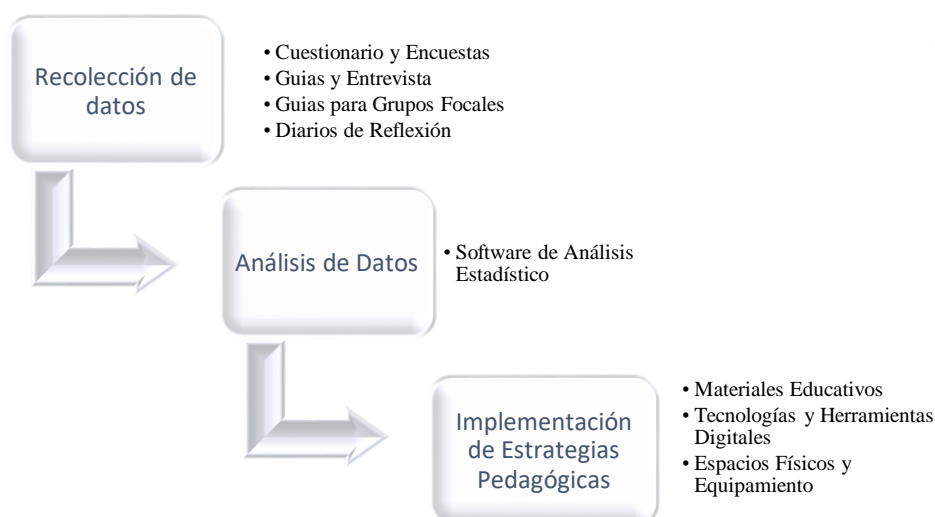 Recolección de
datos
• Cuestionario y Encuestas
• Guias y Entrevista
• Guias para Grupos Focales
• Diarios de Reflexión
Análisis de Datos
• Software de Análisis
Estadístico
Implementación
de Estrategias
Pedagógicas
• Materiales Educativos
• Tecnologías y Herramientas
Digitales
• Espacios Físicos y
Equipamiento